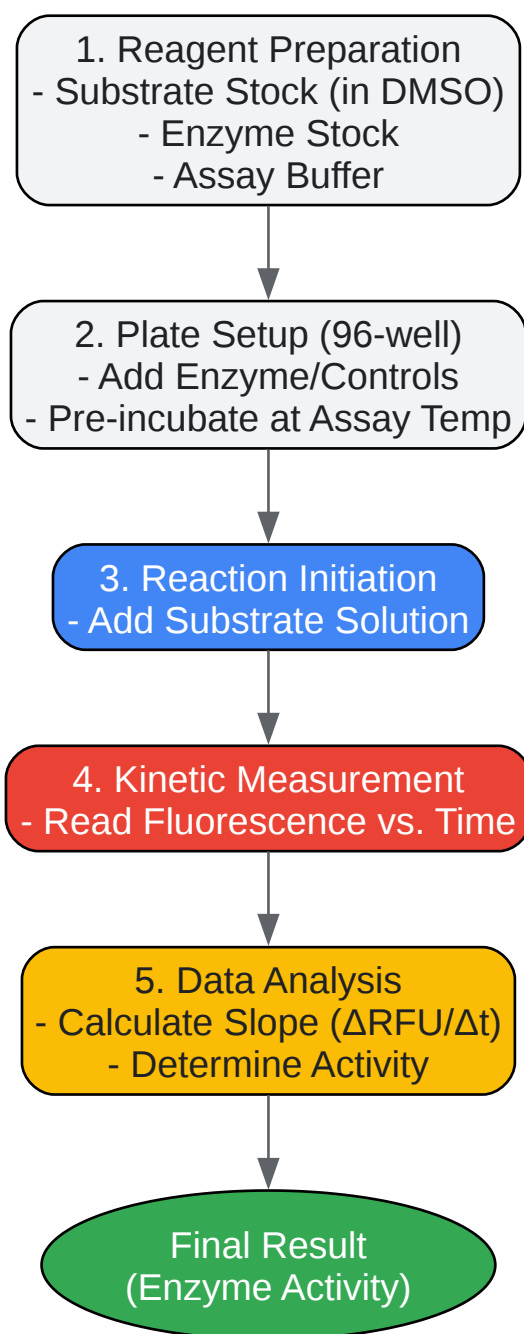 1. Reagent Preparation
- Substrate Stock (in DMSO)
- Enzyme Stock
- Assay Buffer
2. Plate Setup (96-well)
- Add Enzyme/Controls
- Pre-incubate at Assay Temp
3. Reaction Initiation
- Add Substrate Solution
4. Kinetic Measurement
- Read Fluorescence vs. Time
5. Data Analysis
- Calculate Slope (ΔRFU/Δt)
- Determine Activity
Final Result
(Enzyme Activity)